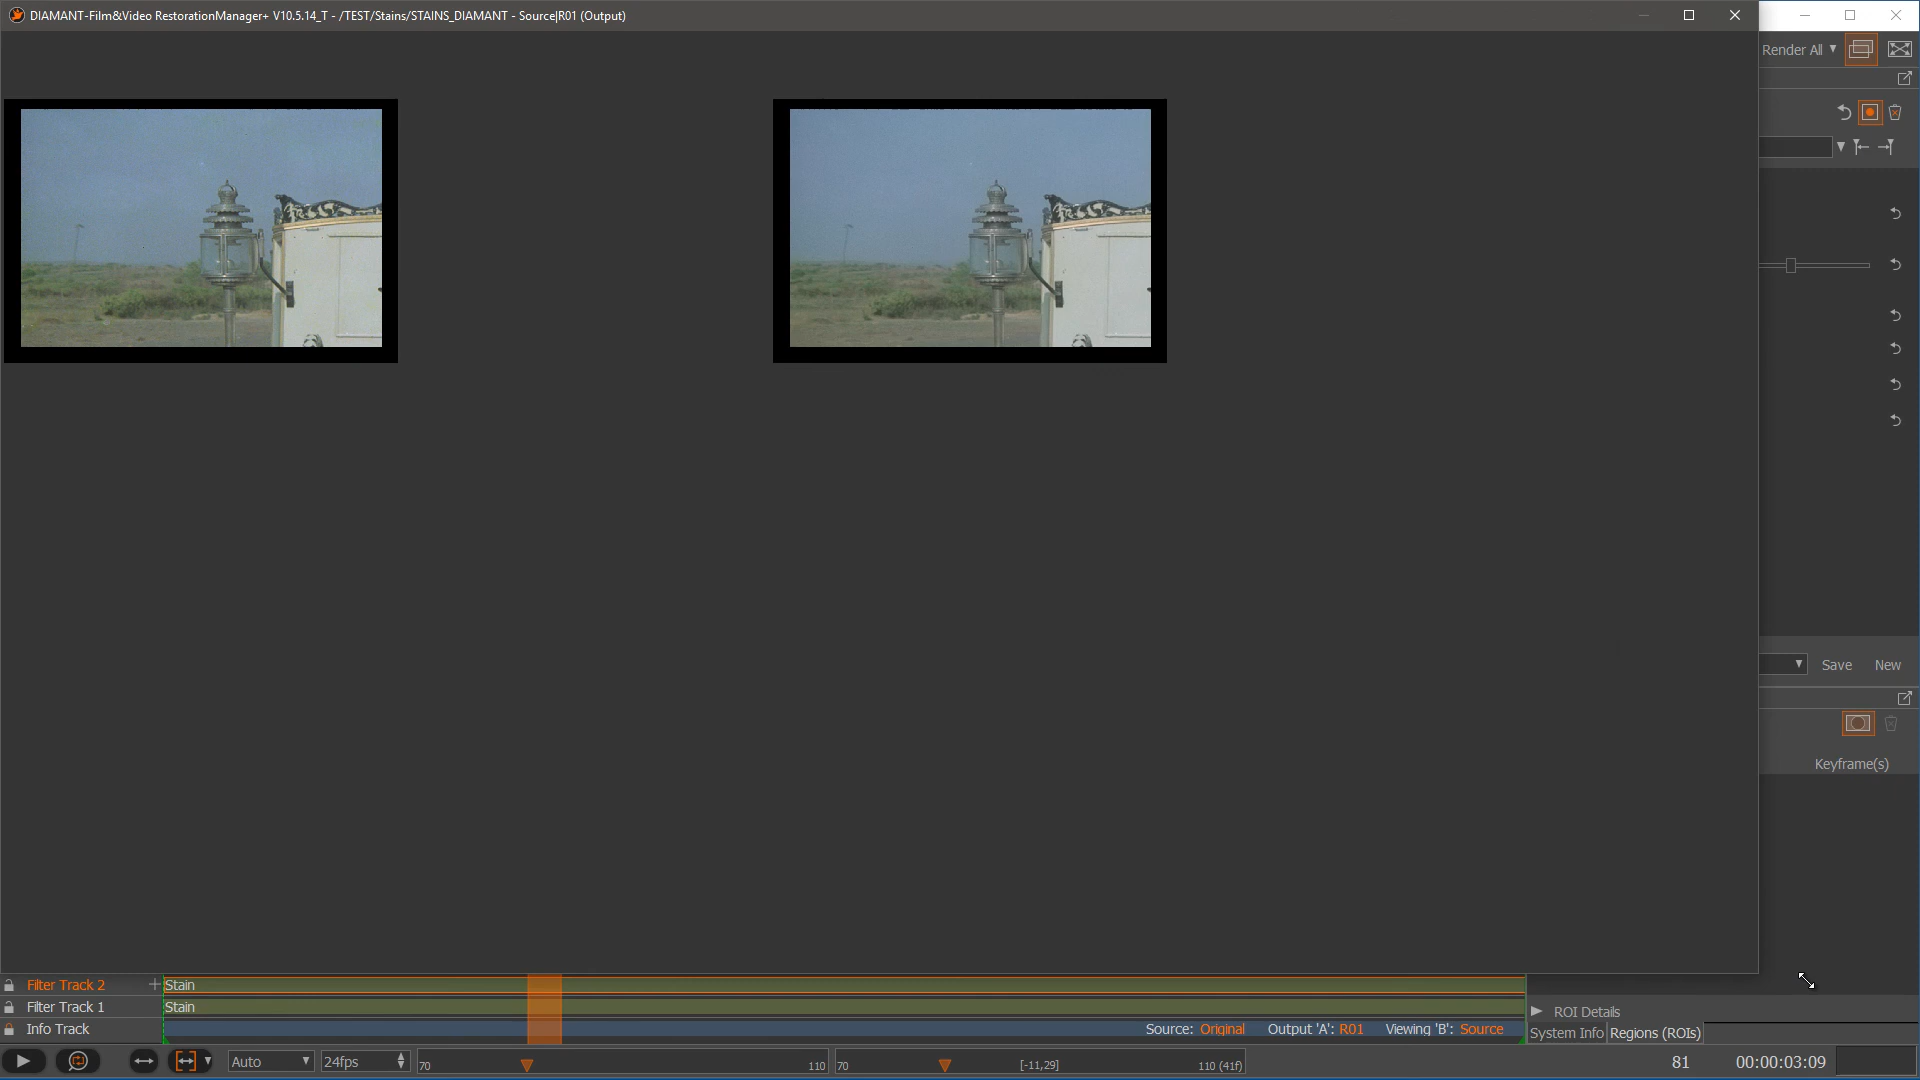 DIAMANT-Film&Video RestorationManager+ V10.5.14_T - /TEST/Stains/STAINS_DIAMANT - Source|R01 (Output)
Render All
Save New
Keyframe(s)
Filter Track 2 Stain
Filter Track 1 Stain
Info Track Source: Original Output 'A': R01 Viewing 'B': Source
ROI Details
System Info Regions (ROIs)
Auto 24fps 70 110 70 [-11,29] 110 (41f) 81 00:00:03:09